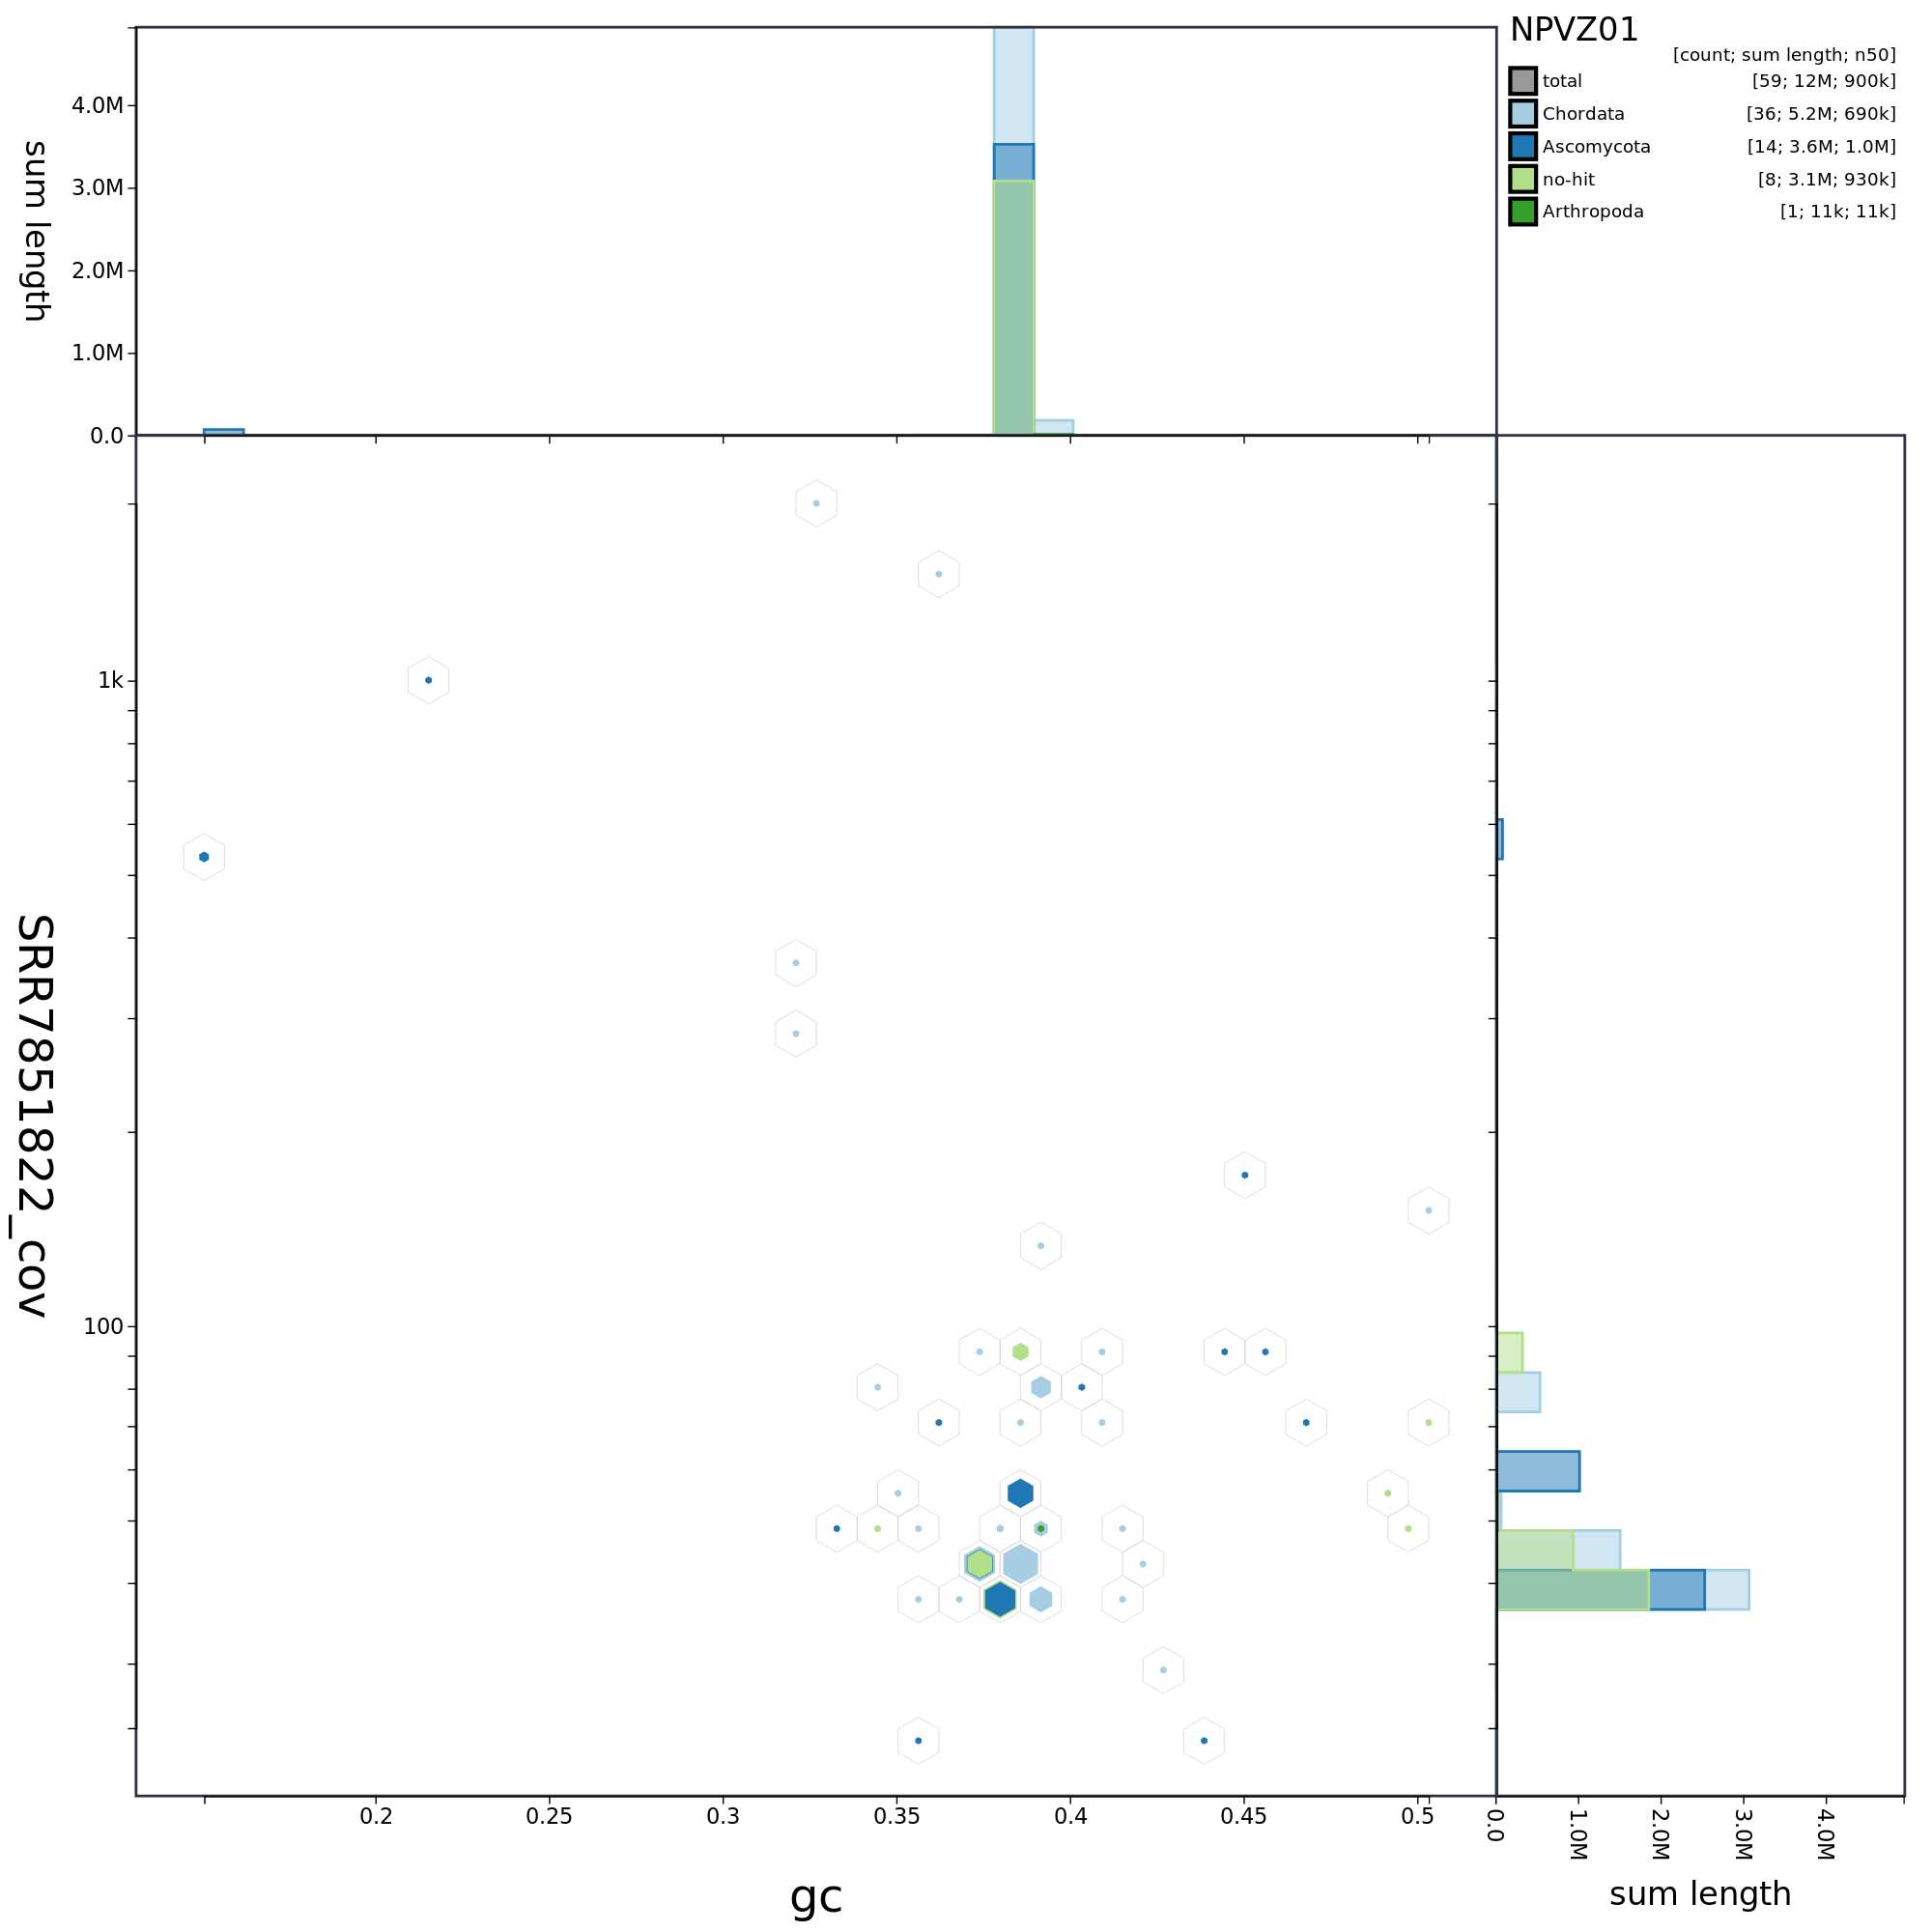 NPVZ01
[count; sum length; n50]
total [59; 12M; 900k]
Chordata [36; 5.2M; 690k]
Ascomycota [14; 3.6M; 1.0M]
no-hit [8; 3.1M; 930k]
Arthropoda [1; 11k; 11k]
sum length
4.0M
3.0M
2.0M
1.0M
0.0
SRR7851822_cov
1k
100
0.2 0.25 0.3 0.35 0.4 0.45 0.5
gc
0.0 1.0M 2.0M 3.0M 4.0M
sum length